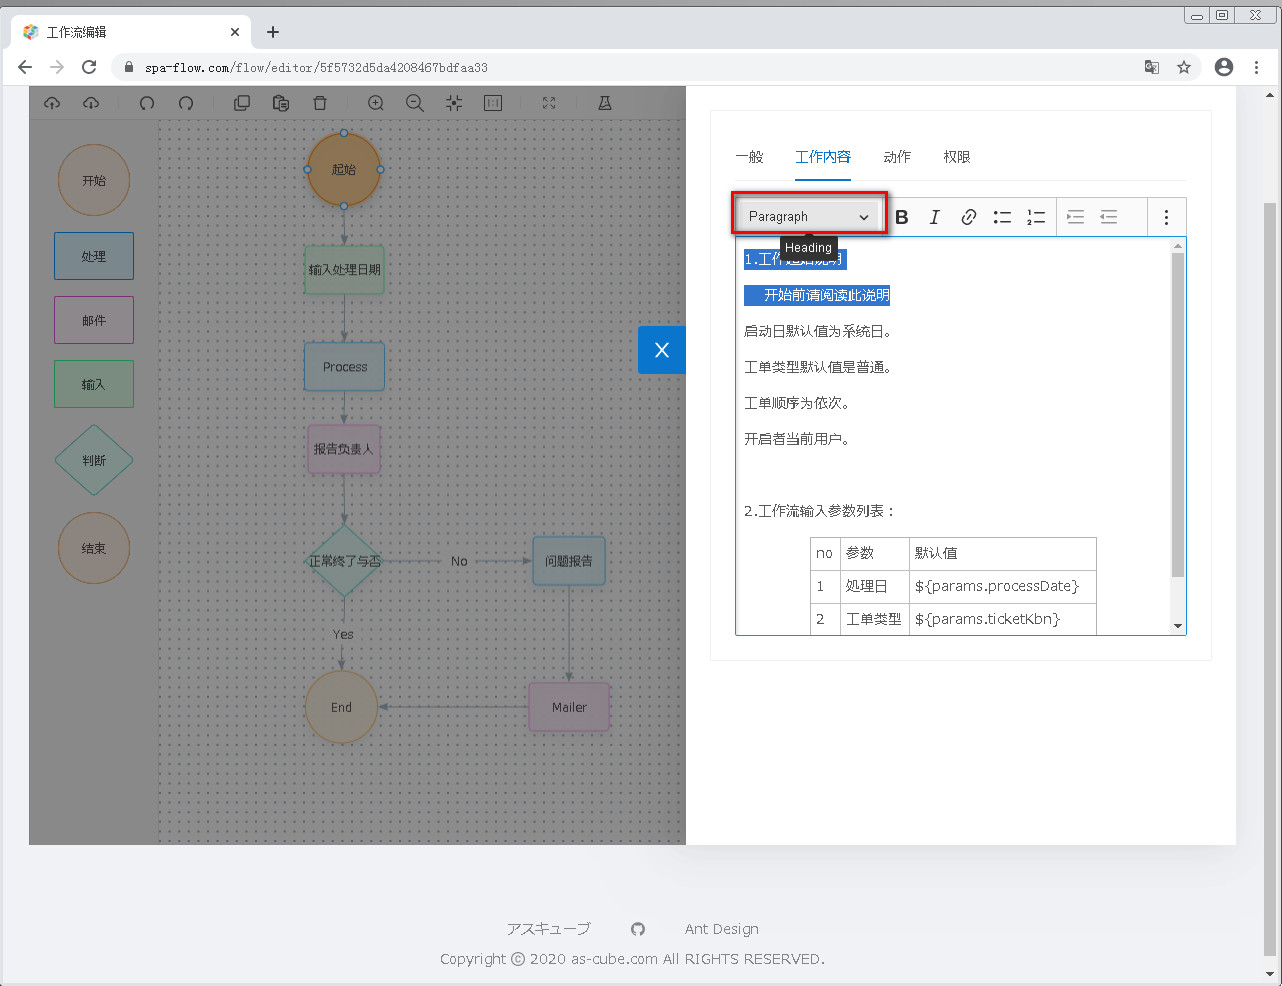 工作流编辑
spa-flow.com/flow/editor/5f5732d5da4208467bdfaa33
开始
处理
邮件
输入
判断
结束
起始
输入处理日期
Process
报告负责人
正常终了与否
No
问题报告
Yes
End
Mailer
一般 工作内容 动作 权限
Paragraph
Heading
1.工作起始说明
开始前请阅读此说明
启动日默认值为系统日。
工单类型默认值是普通。
工单顺序为依次。
开启者当前用户。
2.工作流输入参数列表：
no 参数 默认值
1 处理日 ${params.processDate}
2 工单类型 ${params.ticketKbn}
アスキューブ Ant Design
Copyright © 2020 as-cube.com All RIGHTS RESERVED.